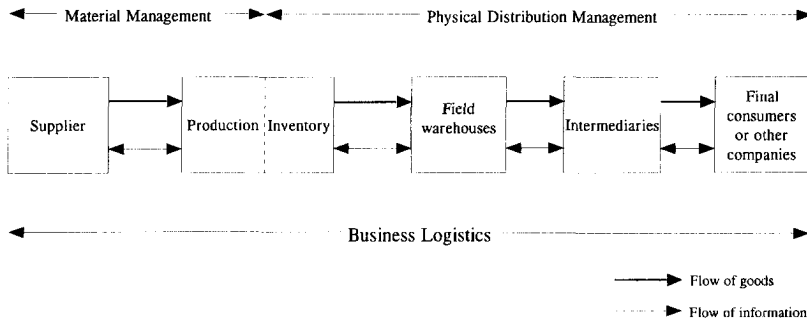 Material Management
Physical Distribution Management
Supplier
Production
Inventory
Field
warehouses
Intermediaries
Final
consumers
or other
companies
Business Logistics
Flow of goods
Flow of information